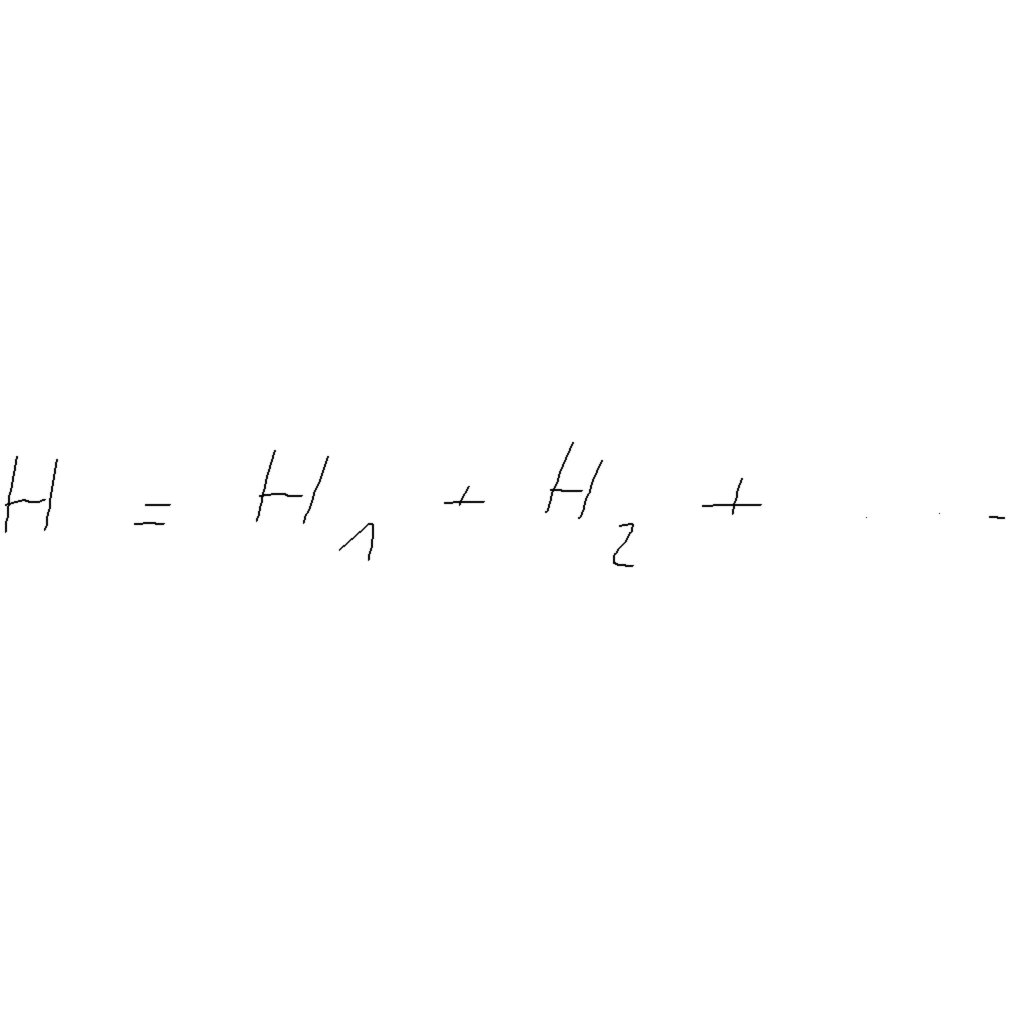 H = H₁ + H₂ + . . .